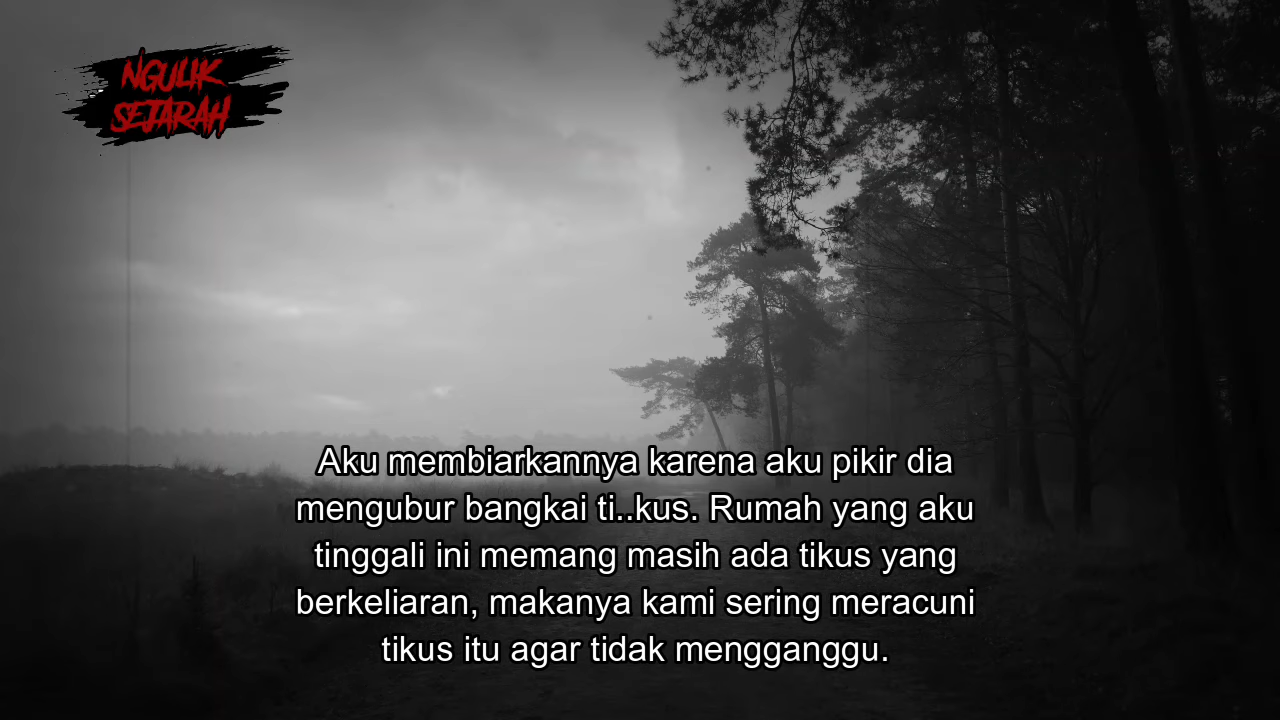 NGULIK
SEJARAH
Aku membiarkannya karena aku pikir dia
mengubur bangkai ti..kus. Rumah yang aku
tinggali ini memang masih ada tikus yang
berkeliaran, makanya kami sering meracuni
tikus itu agar tidak mengganggu.